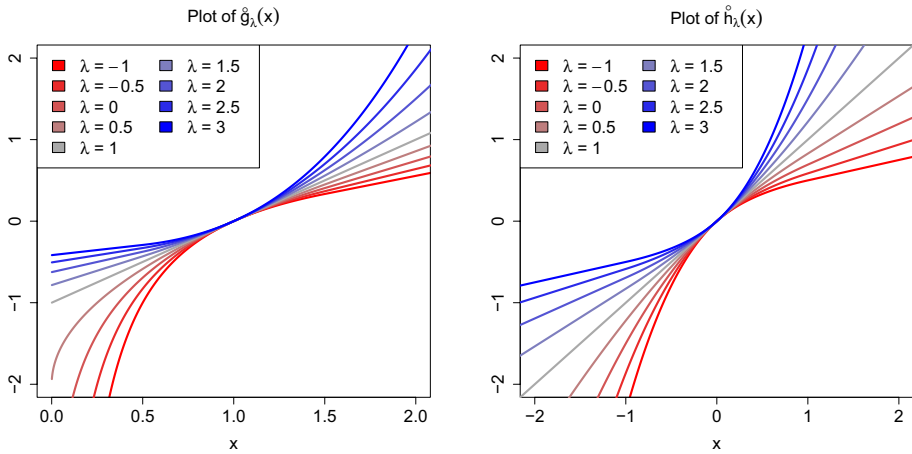 Plot of g̊λ(x)
λ = −1
λ = −0.5
λ = 0
λ = 0.5
λ = 1
λ = 1.5
λ = 2
λ = 2.5
λ = 3
2
1
0
−1
−2
0.0 0.5 1.0 1.5 2.0
x
Plot of h̊λ(x)
λ = −1
λ = −0.5
λ = 0
λ = 0.5
λ = 1
λ = 1.5
λ = 2
λ = 2.5
λ = 3
2
1
0
−1
−2
−2 −1 0 1 2
x